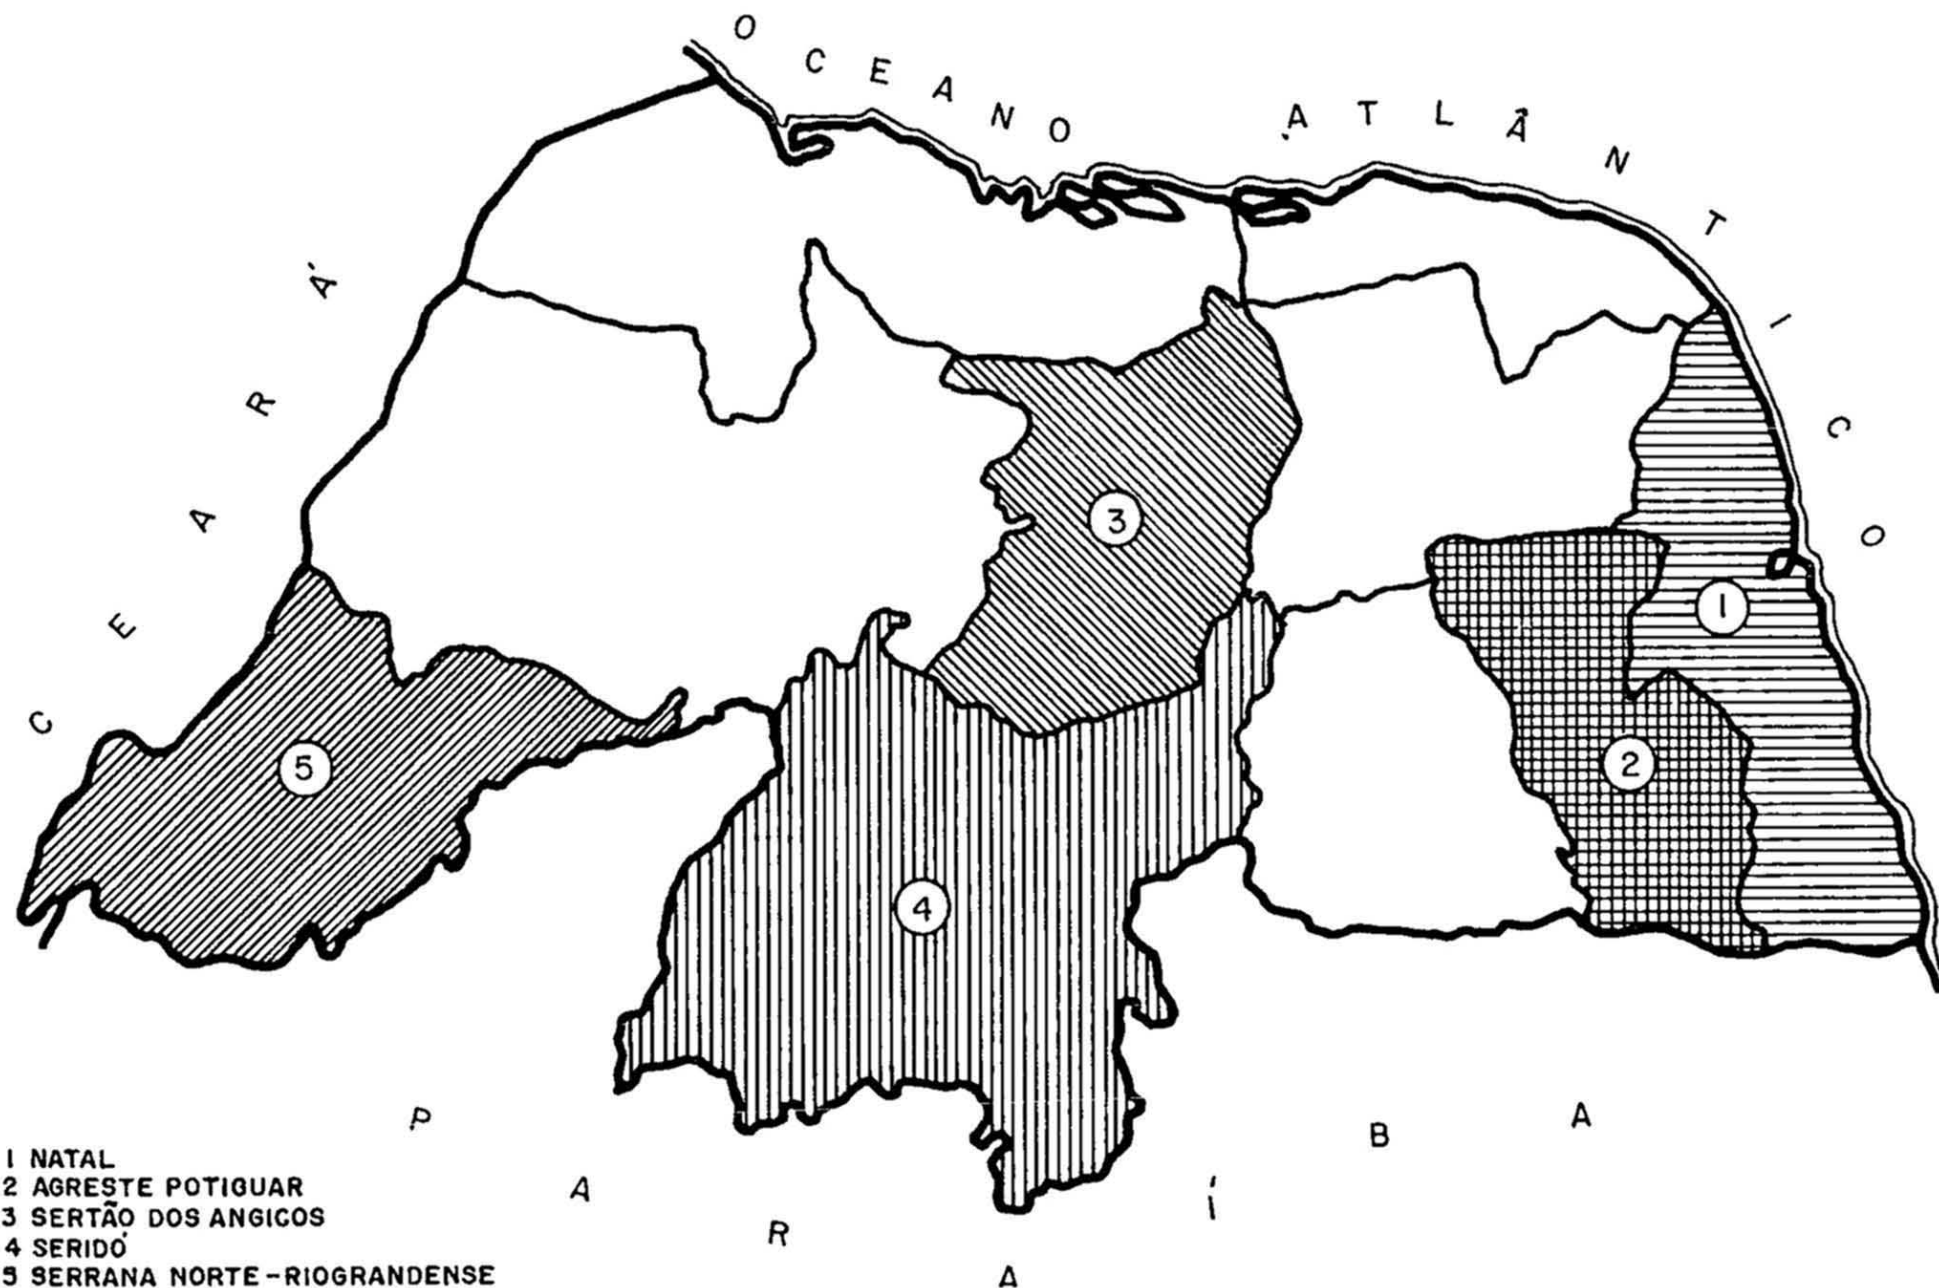 OCEANO ATLÂNTICO
CEARÁ
3
1
5
2
4
PARAÍBA
1 NATAL
2 AGRESTE POTIGUAR
3 SERTÃO DOS ANGICOS
4 SERIDÓ
5 SERRANA NORTE-RIOGRANDENSE